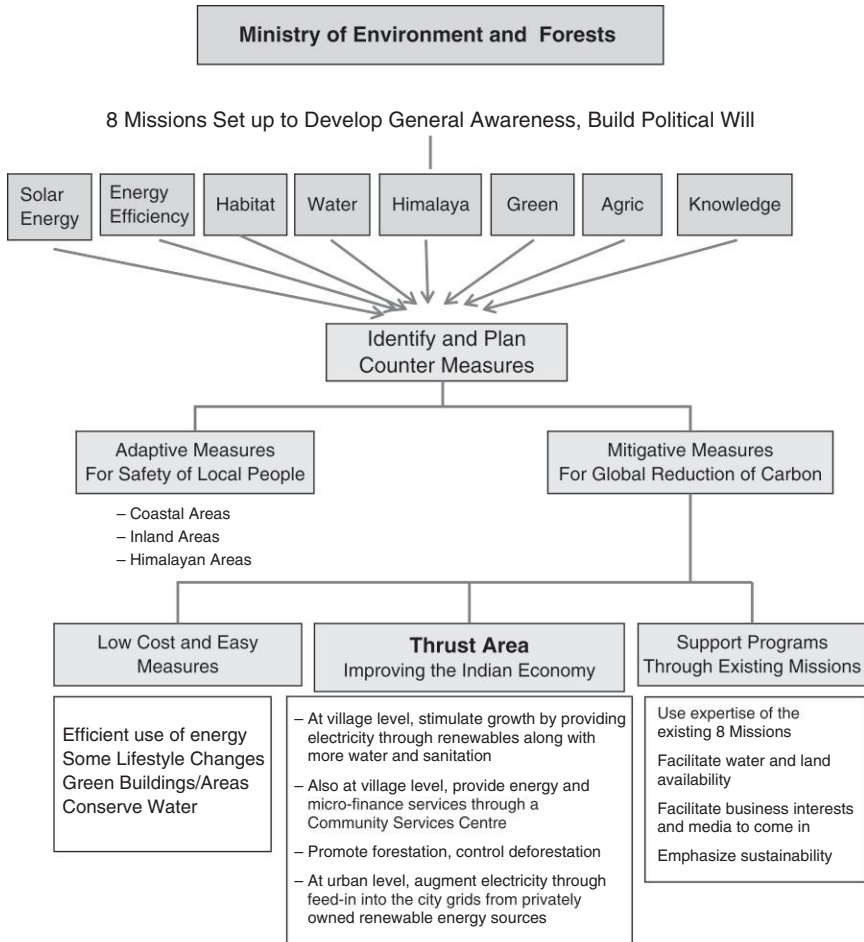 Ministry of Environment and Forests
8 Missions Set up to Develop General Awareness, Build Political Will
Solar
Energy
Energy
Efficiency
Habitat
Water
Himalaya
Green
Agric
Knowledge
Identify and Plan
Counter Measures
Adaptive Measures
For Safety of Local People
– Coastal Areas
– Inland Areas
– Himalayan Areas
Mitigative Measures
For Global Reduction of Carbon
Low Cost and Easy
Measures
Efficient use of energy
Some Lifestyle Changes
Green Buildings/Areas
Conserve Water
Thrust Area
Improving the Indian Economy
– At village level, stimulate growth by providing
electricity through renewables along with
more water and sanitation
– Also at village level, provide energy and
micro-finance services through a
Community Services Centre
– Promote forestation, control deforestation
– At urban level, augment electricity through
feed-in into the city grids from privately
owned renewable energy sources
Support Programs
Through Existing Missions
Use expertise of the
existing 8 Missions
Facilitate water and land
availability
Facilitate business interests
and media to come in
Emphasize sustainability